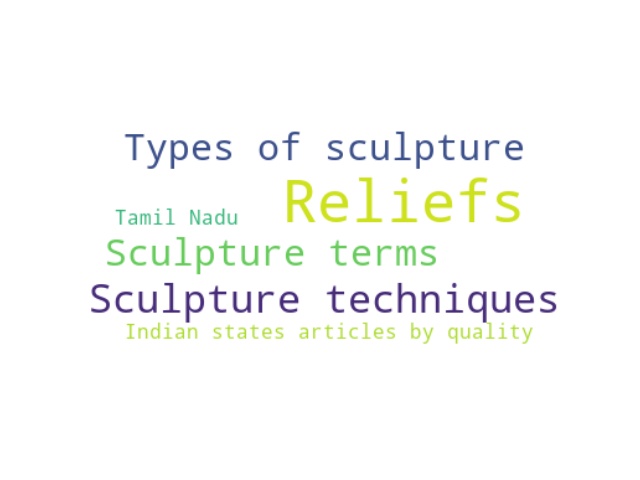 Types of sculpture
Reliefs
Tamil Nadu
Sculpture terms
Sculpture techniques
Indian states articles by quality